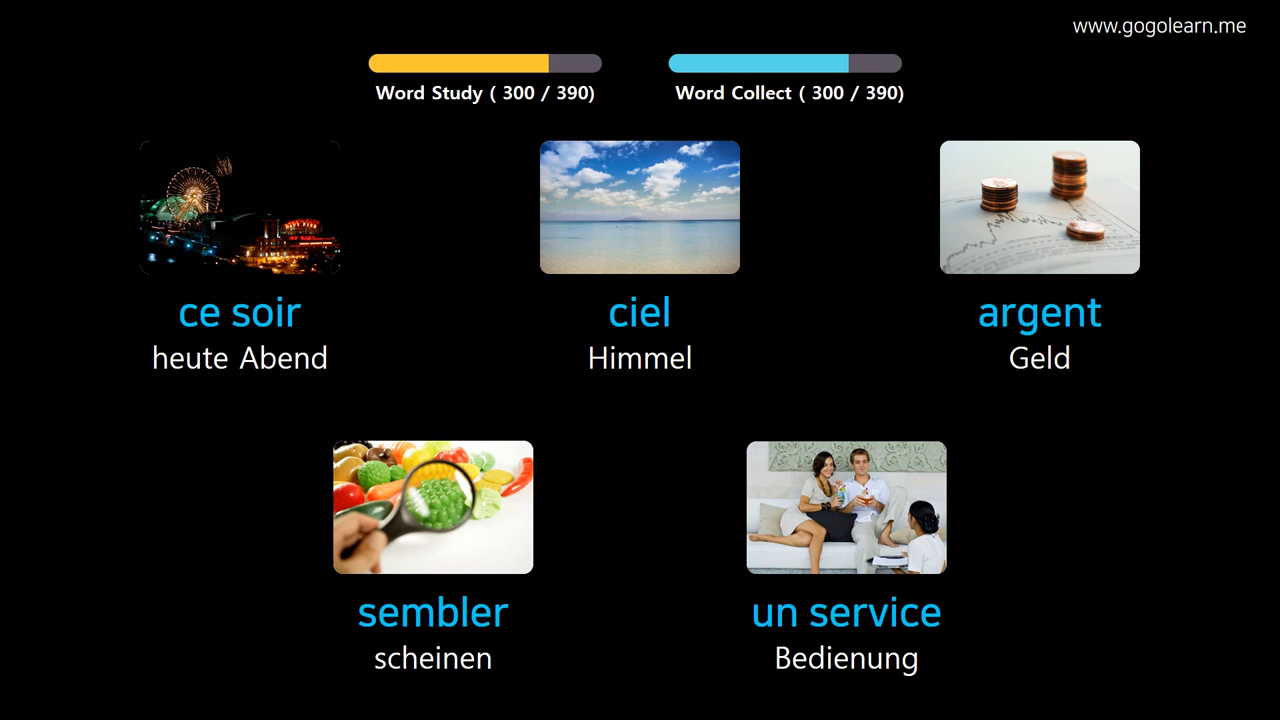 www.gogolearn.me
Word Study ( 300 / 390)
Word Collect ( 300 / 390)
ce soir
heute Abend
ciel
Himmel
argent
Geld
sembler
scheinen
un service
Bedienung